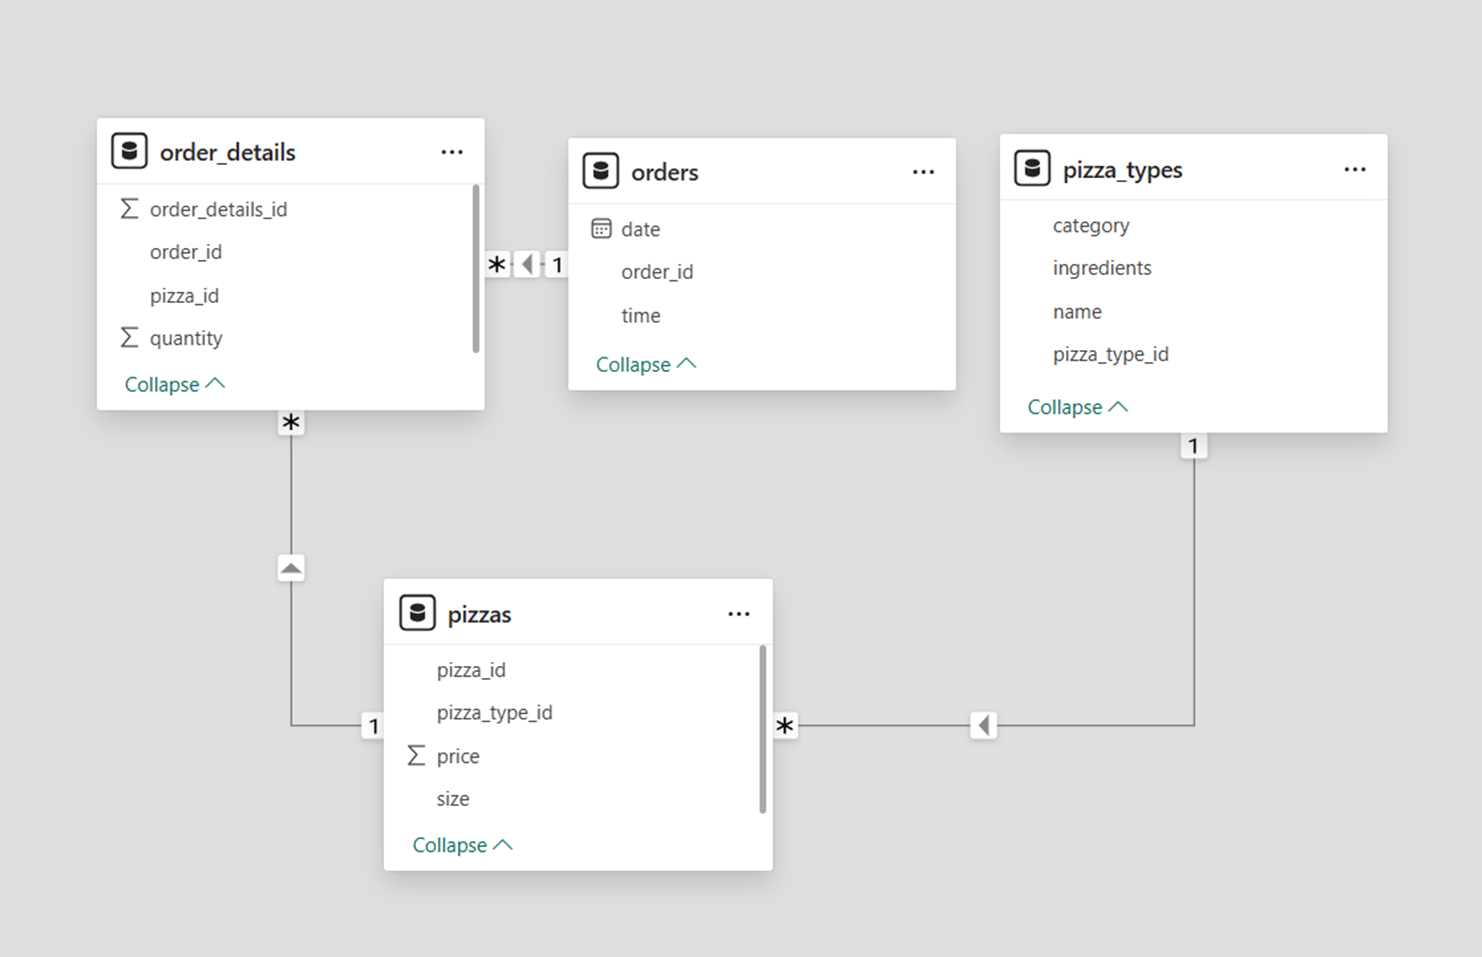 order_details
order_details_id
order_id
pizza_id
quantity
Collapse
* 1
orders
date
order_id
time
Collapse
pizza_types
category
ingredients
name
pizza_type_id
Collapse
*
1
pizzas
pizza_id
pizza_type_id
price
size
Collapse
1
*